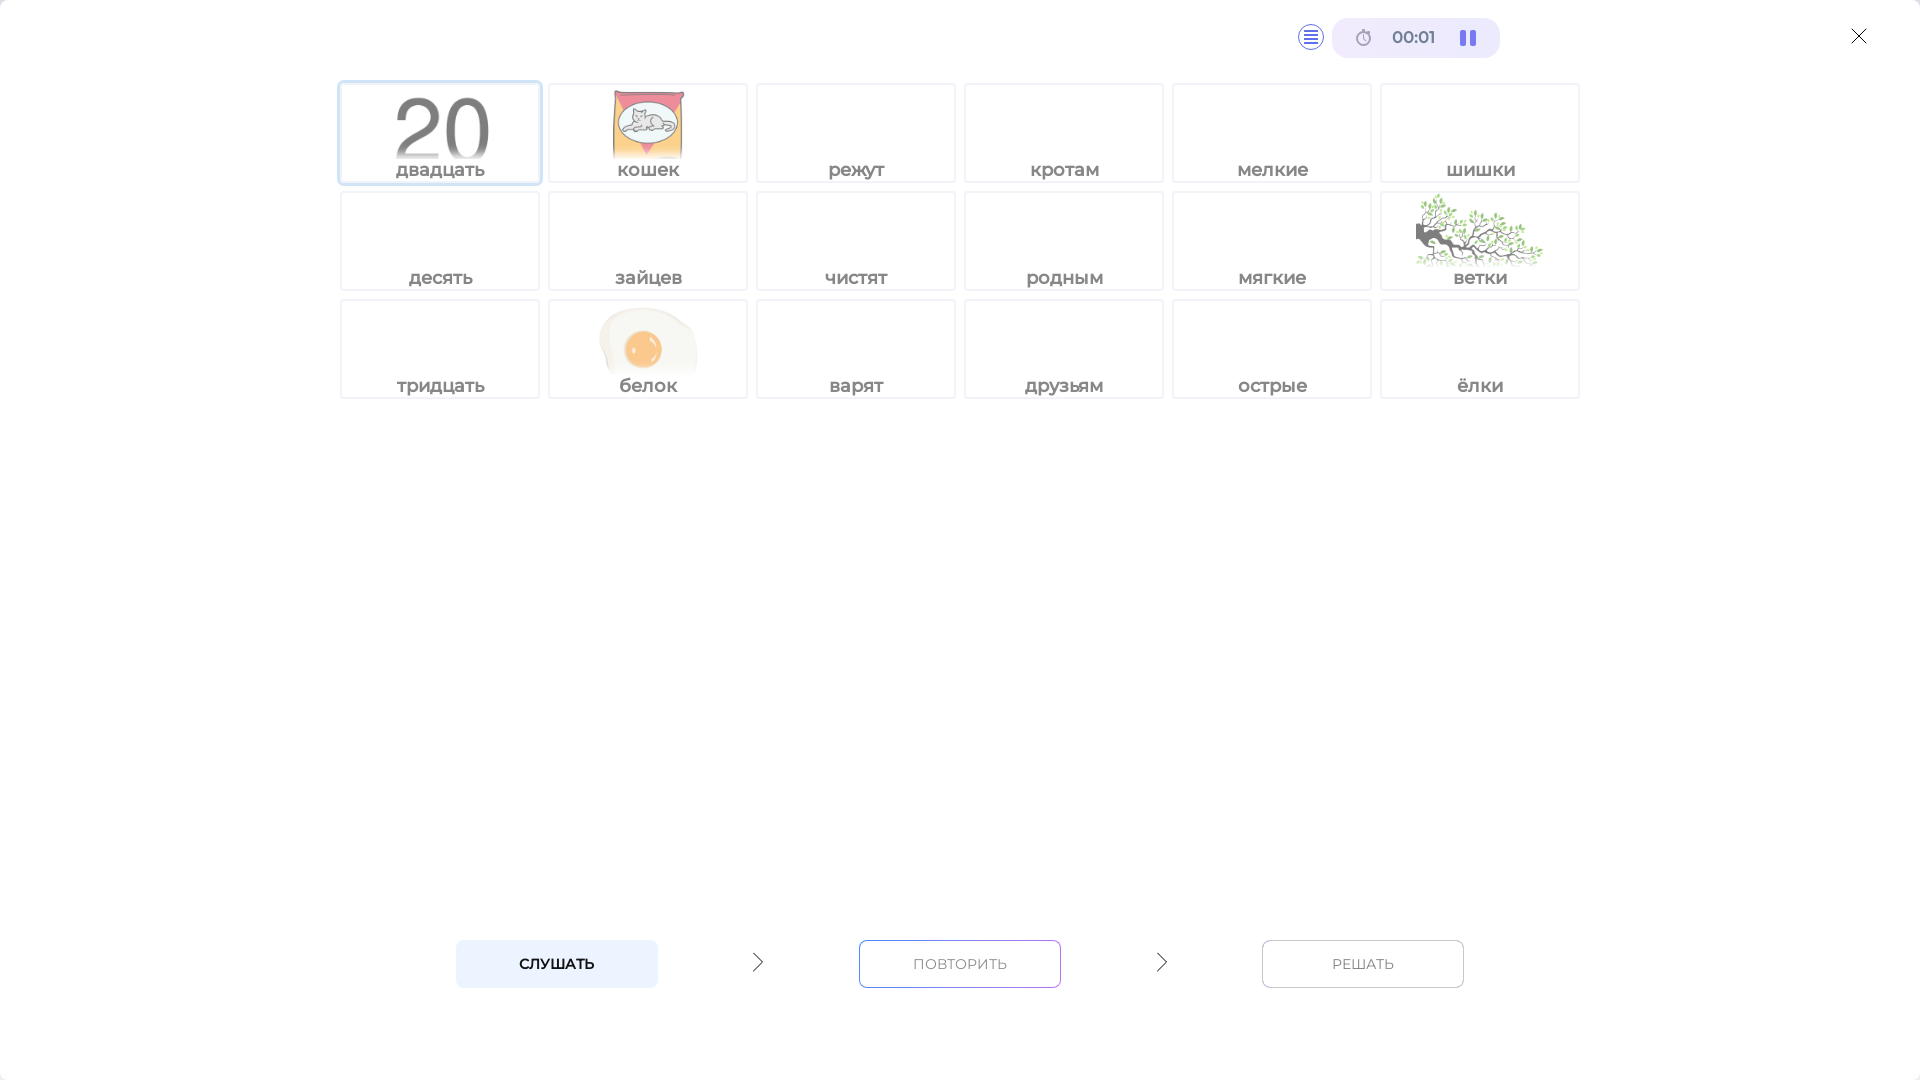 00:01
20
двадцать кошек режут кротам мелкие шишки
десять зайцев чистят родным мягкие ветки
тридцать белок варят друзьям острые ёлки
СЛУШАТЬ ПОВТОРИТЬ РЕШАТЬ